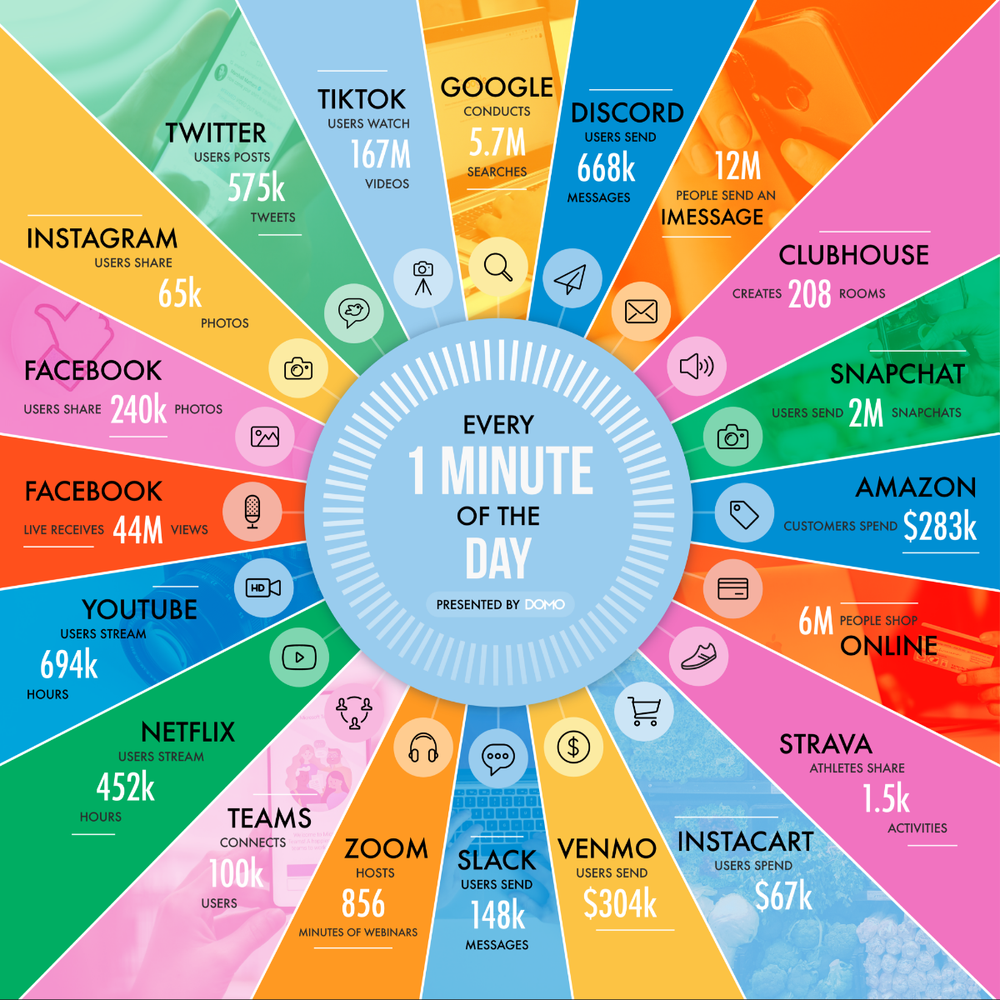 GOOGLE
CONDUCTS
5.7M
SEARCHES
DISCORD
USERS SEND
668k
MESSAGES
12M
PEOPLE SEND AN
IMESSAGE
CLUBHOUSE
CREATES 208 ROOMS
SNAPCHAT
USERS SEND 2M SNAPCHATS
AMAZON
CUSTOMERS SPEND $283k
6M PEOPLE SHOP
ONLINE
STRAVA
ATHLETES SHARE
1.5k
ACTIVITIES
INSTACART
USERS SPEND
$67k
VENMO
USERS SEND
$304k
SLACK
USERS SEND
148k
MESSAGES
ZOOM
HOSTS
856
MINUTES OF WEBINARS
TEAMS
CONNECTS
100k
USERS
NETFLIX
USERS STREAM
452k
HOURS
YOUTUBE
USERS STREAM
694k
HOURS
HD
FACEBOOK
LIVE RECEIVES 44M VIEWS
FACEBOOK
USERS SHARE 240k PHOTOS
INSTAGRAM
USERS SHARE
65k
PHOTOS
TWITTER
USERS POSTS
575k
TWEETS
TIKTOK
USERS WATCH
167M
VIDEOS
EVERY
1 MINUTE
OF THE
DAY
PRESENTED BY DOMO